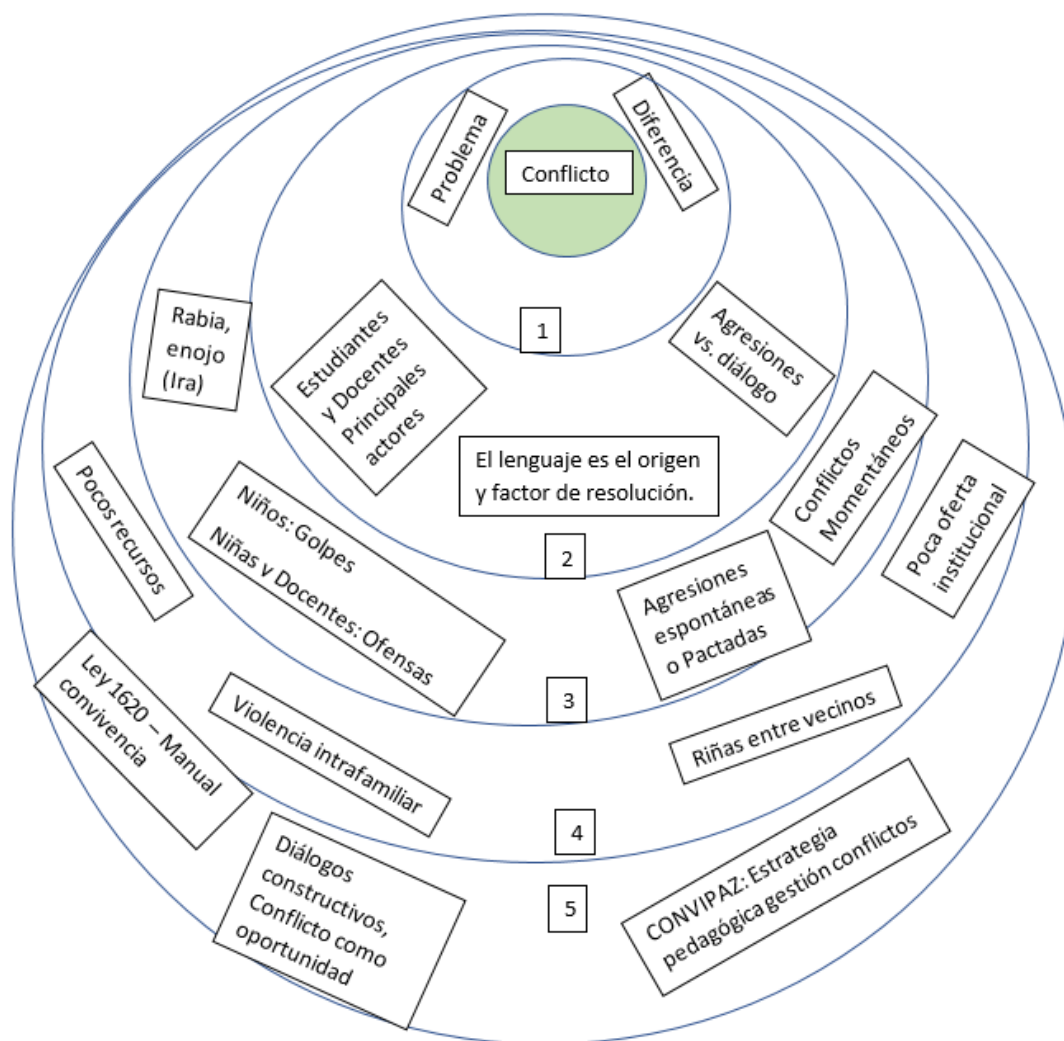 Problema
Conflicto
Diferencia
1
Rabia,
enojo
(Ira)
Estudiantes
y Docentes
Principales
actores
Agresiones
vs. diálogo
El lenguaje es el origen
y factor de resolución.
Conflictos
Momentáneos
2
Pocos recursos
Niños: Golpes
Niñas y Docentes: Ofensas
Agresiones
espontáneas
o Pactadas
Poca oferta
institucional
3
Ley 1620 – Manual
convivencia
Violencia intrafamiliar
Riñas entre vecinos
4
Diálogos
constructivos,
Conflicto como
oportunidad
5
CONVIPAZ: Estrategia
pedagógica gestión conflictos